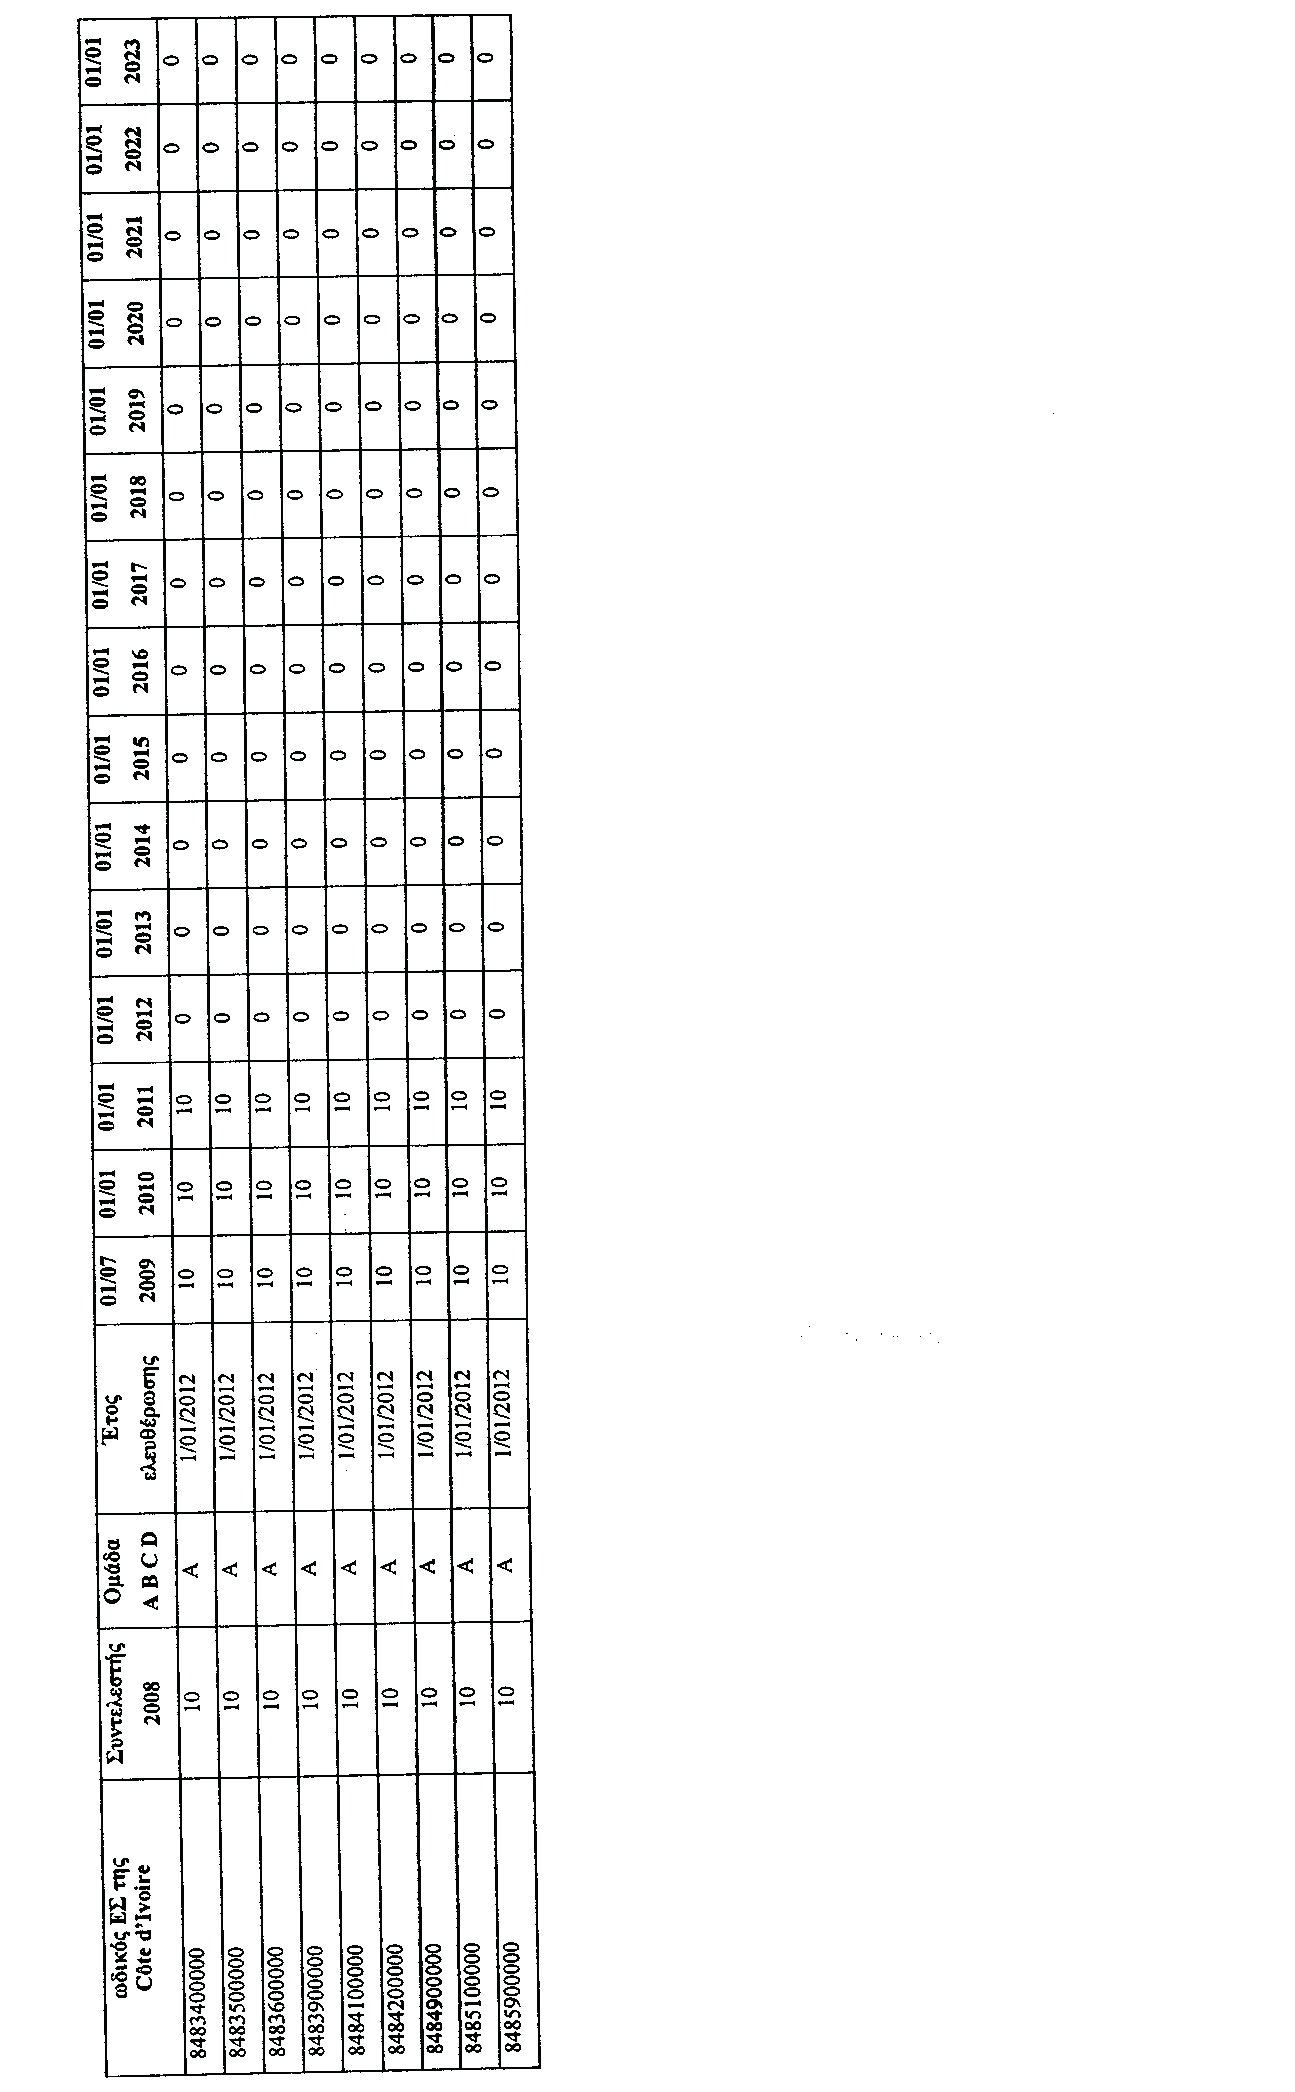 ωδικός ΕΣ της Côte d'Ivoire Συντελεστής 2008 Ομάδα A B C D Έτος ελευθέρωσης 01/07 2009 01/01 2010 01/01 2011 01/01 2012 01/01 2013 01/01 2014 01/01 2015 01/01 2016 01/01 2017 01/01 2018 01/01 2019 01/01 2020 01/01 2021 01/01 2022 01/01 2023
8483400000 10 A 1/01/2012 10 10 10 0 0 0 0 0 0 0 0 0 0 0 0
8483500000 10 A 1/01/2012 10 10 10 0 0 0 0 0 0 0 0 0 0 0 0
8483600000 10 A 1/01/2012 10 10 10 0 0 0 0 0 0 0 0 0 0 0 0
8483900000 10 A 1/01/2012 10 10 10 0 0 0 0 0 0 0 0 0 0 0 0
8484100000 10 A 1/01/2012 10 10 10 0 0 0 0 0 0 0 0 0 0 0 0
8484200000 10 A 1/01/2012 10 10 10 0 0 0 0 0 0 0 0 0 0 0 0
8484900000 10 A 1/01/2012 10 10 10 0 0 0 0 0 0 0 0 0 0 0 0
8485100000 10 A 1/01/2012 10 10 10 0 0 0 0 0 0 0 0 0 0 0 0
8485900000 10 A 1/01/2012 10 10 10 0 0 0 0 0 0 0 0 0 0 0 0